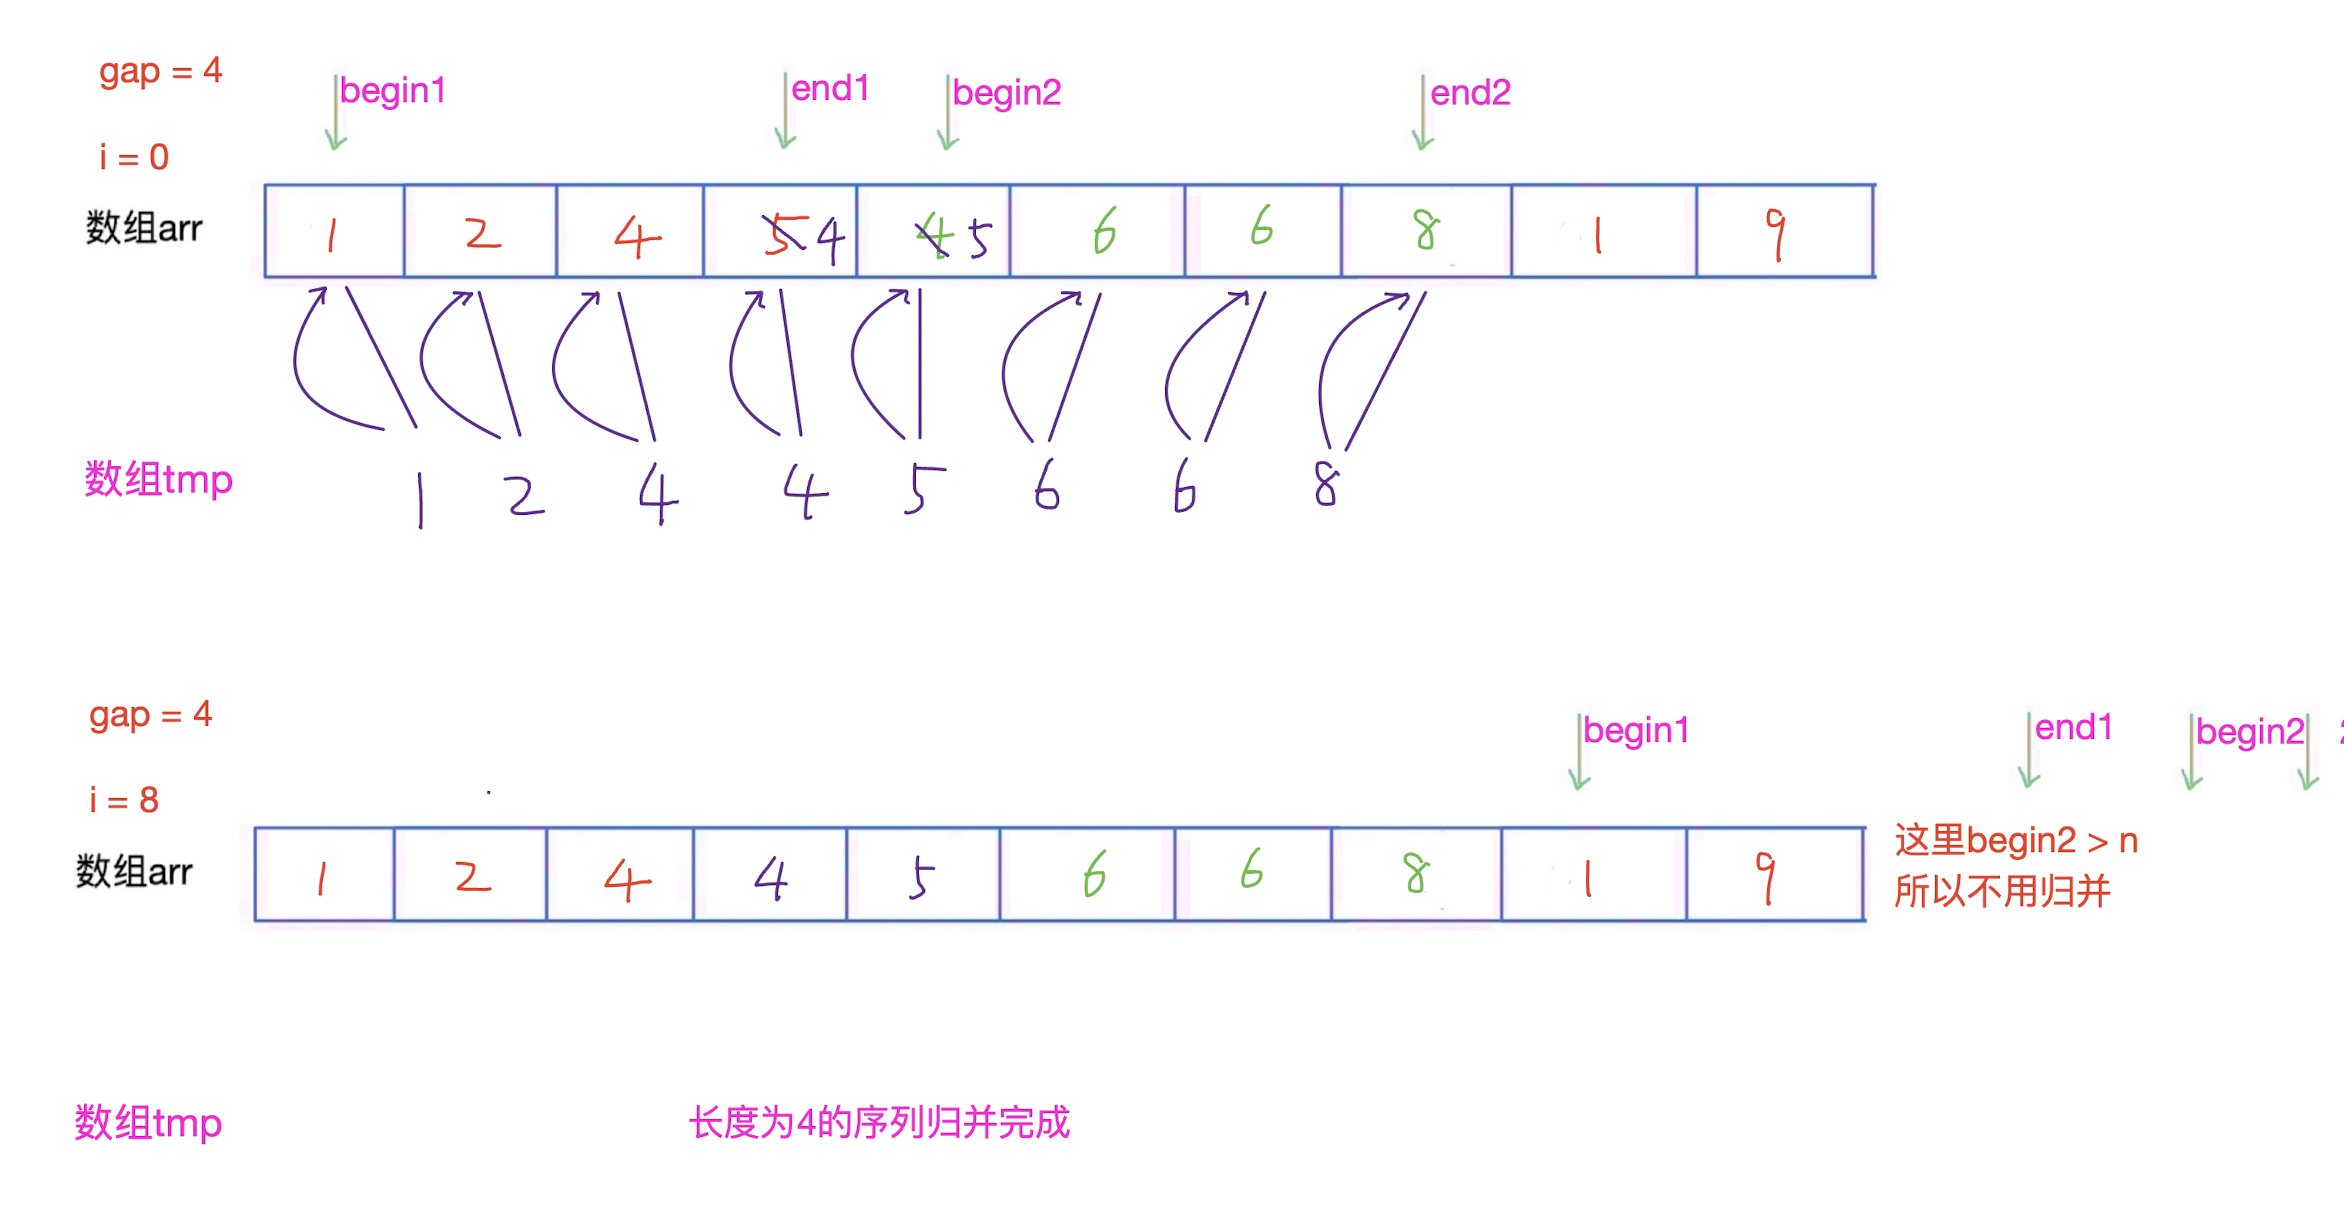 gap = 4
begin1
end1
begin2
end2
i = 0
数组arr
1 2 4 5 4 4 5 6 6 8 1 9
数组tmp
1 2 4 4 5 6 6 8
gap = 4
begin1
end1
begin2
i = 8
数组arr
1 2 4 4 5 6 6 8 1 9
这里begin2 > n
所以不用归并
数组tmp
长度为4的序列归并完成